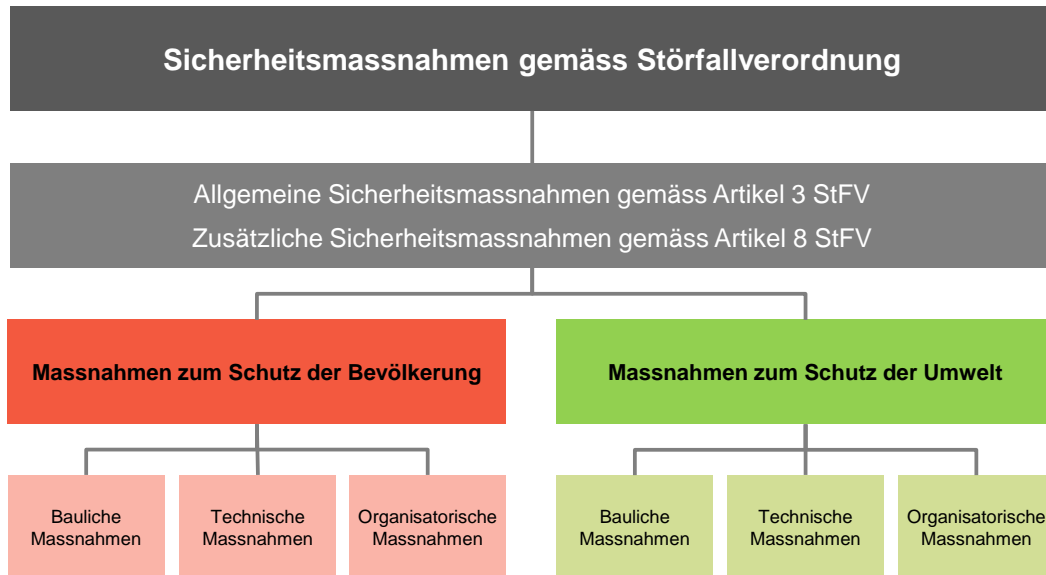 Sicherheitsmassnahmen gemäss Störfallverordnung
Allgemeine Sicherheitsmassnahmen gemäss Artikel 3 StFV
Zusätzliche Sicherheitsmassnahmen gemäss Artikel 8 StFV
Massnahmen zum Schutz der Bevölkerung
Massnahmen zum Schutz der Umwelt
Bauliche
Massnahmen
Technische
Massnahmen
Organisatorische
Massnahmen
Bauliche
Massnahmen
Technische
Massnahmen
Organisatorische
Massnahmen